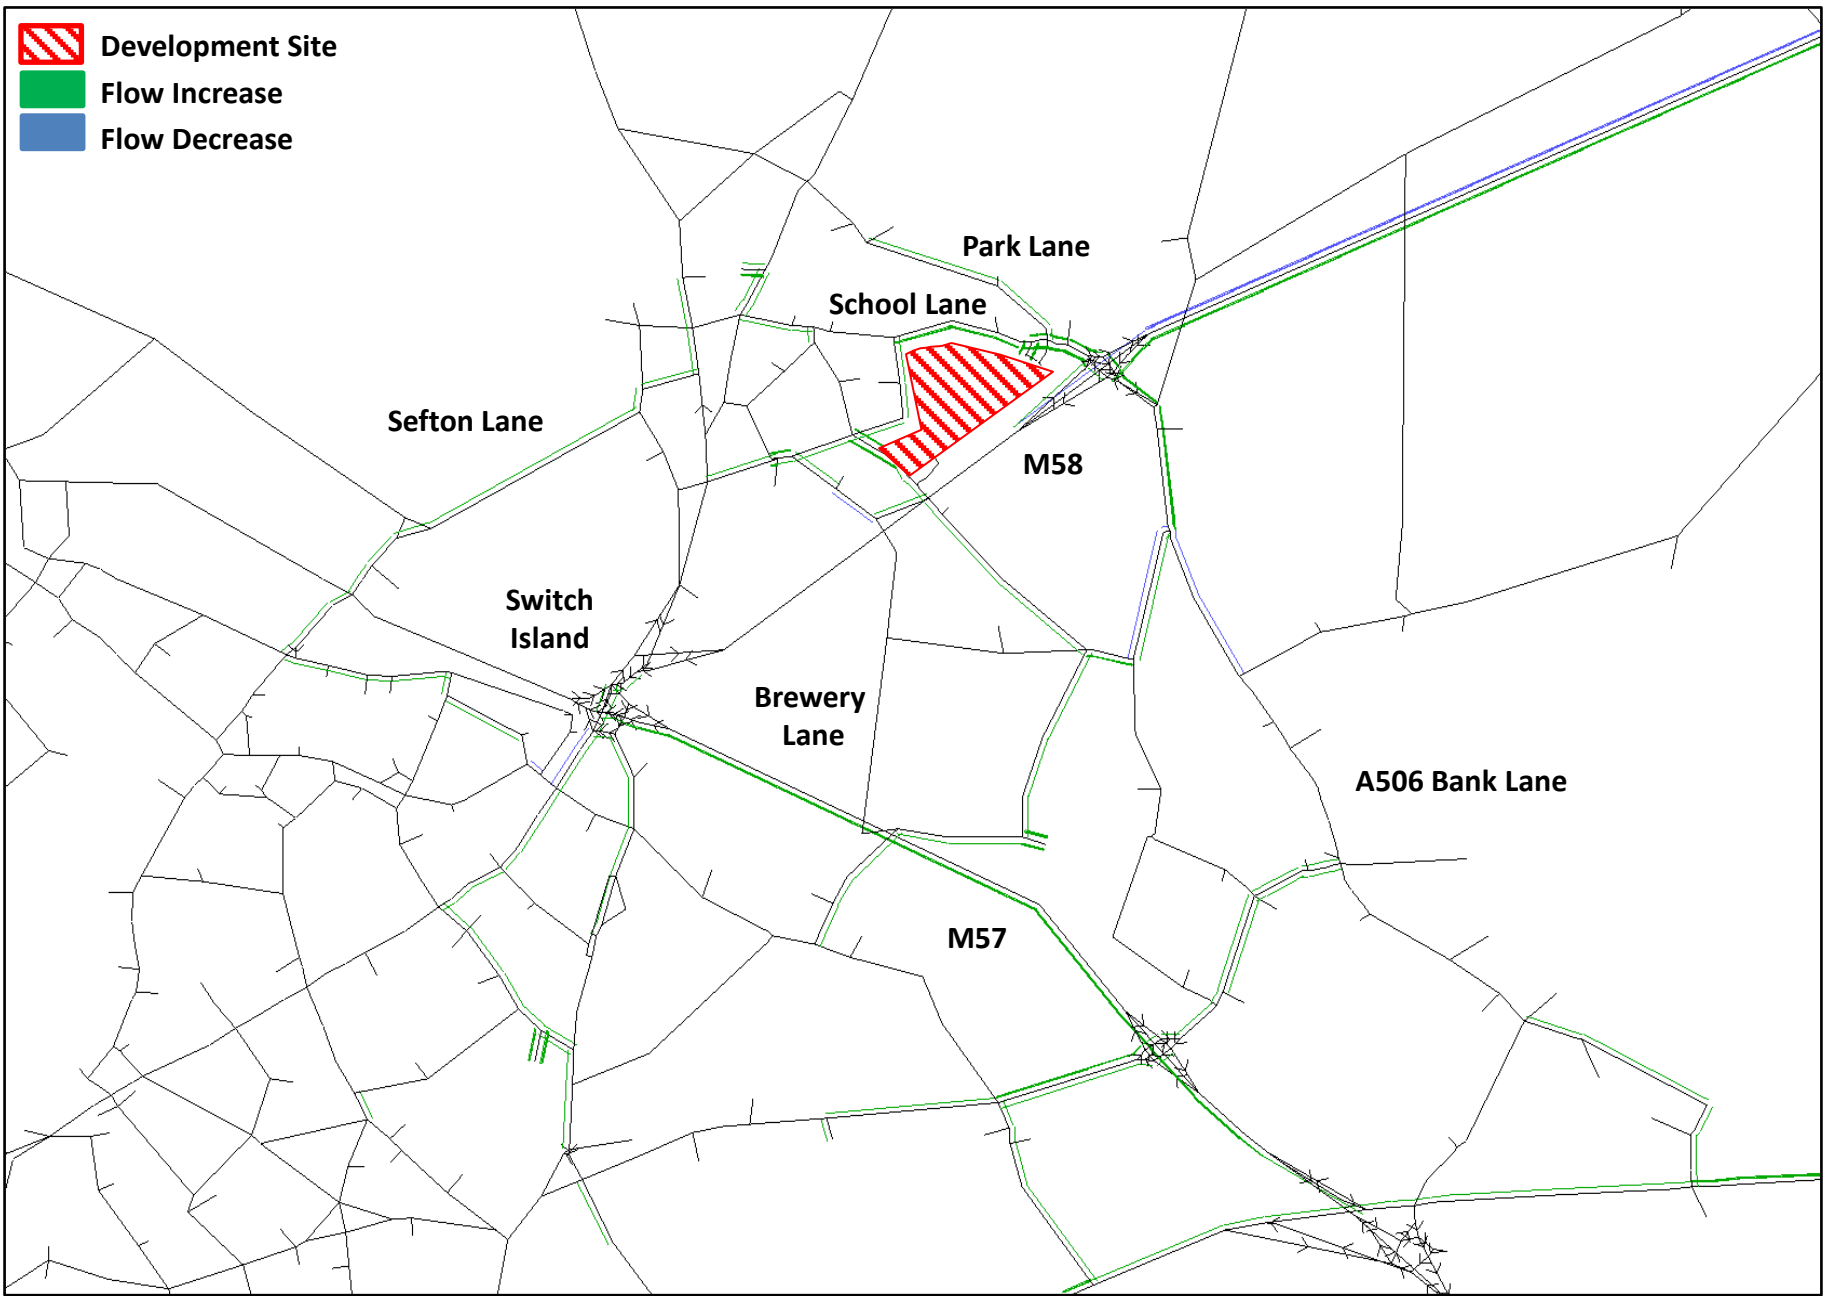 Development Site
Flow Increase
Flow Decrease
Park Lane
School Lane
Sefton Lane
M58
Switch
Island
Brewery
Lane
A506 Bank Lane
M57